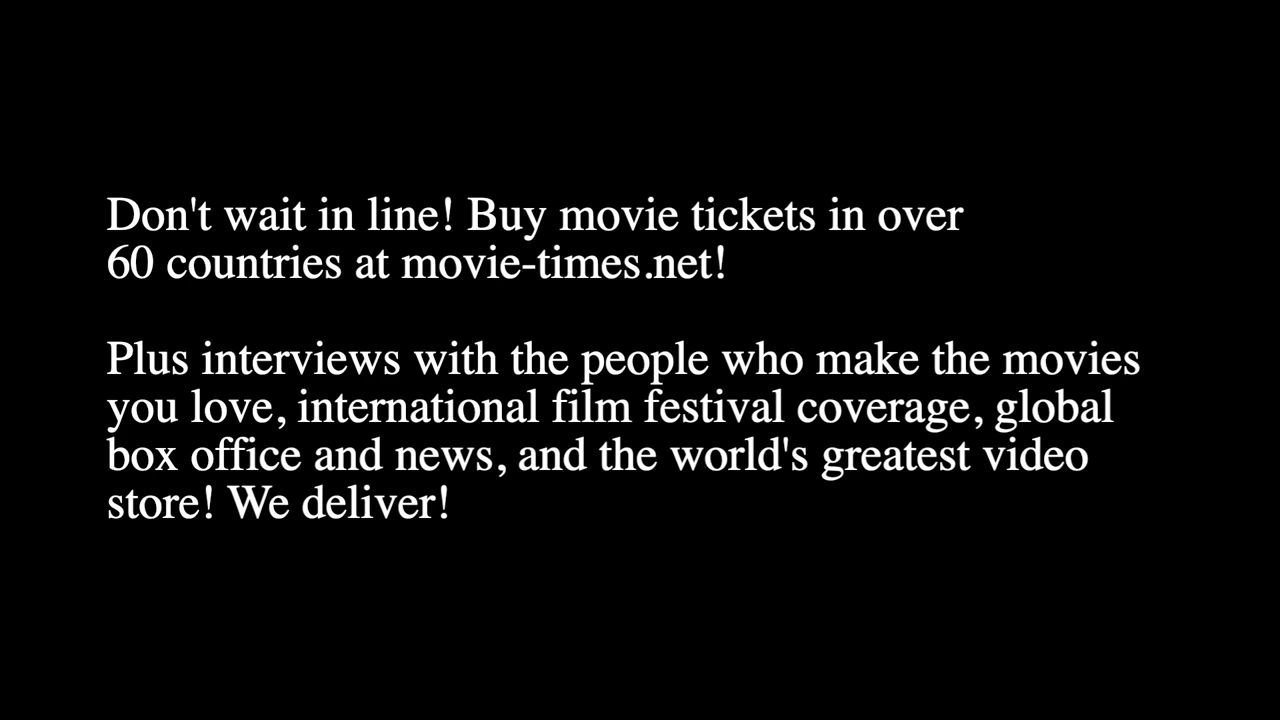 Don't wait in line! Buy movie tickets in over
60 countries at movie-times.net!
Plus interviews with the people who make the movies
you love, international film festival coverage, global
box office and news, and the world's greatest video
store! We deliver!